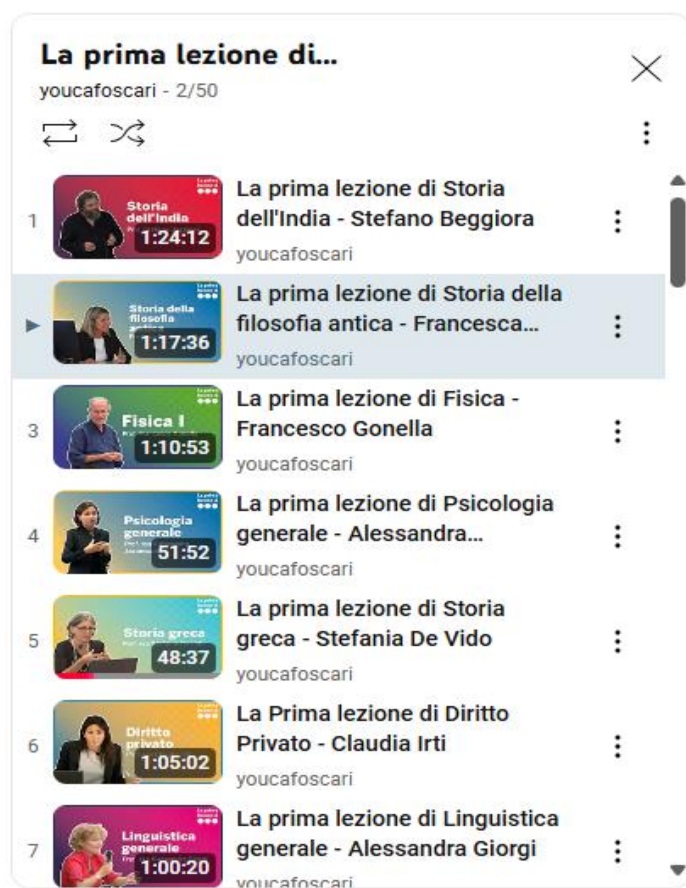 La prima lezione di...
youcafoscari - 2/50
1
Storia
dell'India
1:24:12
La prima lezione di Storia
dell'India - Stefano Beggiora
youcafoscari
Storia della
filosofia
antica
1:17:36
La prima lezione di Storia della
filosofia antica - Francesca...
youcafoscari
3
Fisica I
1:10:53
La prima lezione di Fisica -
Francesco Gonella
youcafoscari
4
Psicologia
generale
51:52
La prima lezione di Psicologia
generale - Alessandra...
youcafoscari
5
Storia greca
48:37
La prima lezione di Storia
greca - Stefania De Vido
youcafoscari
6
Diritto
privato
1:05:02
La Prima lezione di Diritto
Privato - Claudia Irti
youcafoscari
7
Linguistica
generale
1:00:20
La prima lezione di Linguistica
generale - Alessandra Giorgi
youcafoscari